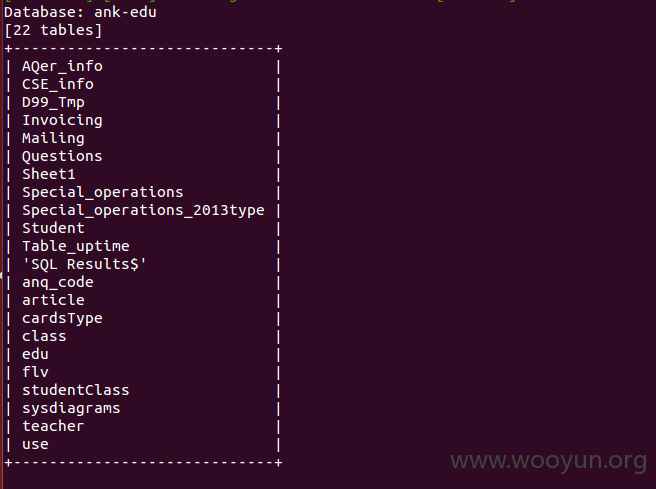 Database: ank-edu
[22 tables]
+-----------------------------+
| AQer_info |
| CSE_info |
| D99_Tmp |
| Invoicing |
| Mailing |
| Questions |
| Sheet1 |
| Special_operations |
| Special_operations_2013type |
| Student |
| Table_uptime |
| 'SQL Results$' |
| anq_code |
| article |
| cardsType |
| class |
| edu |
| flv |
| studentClass |
| sysdiagrams |
| teacher |
| use |
+-----------------------------+
www.wooyun.org